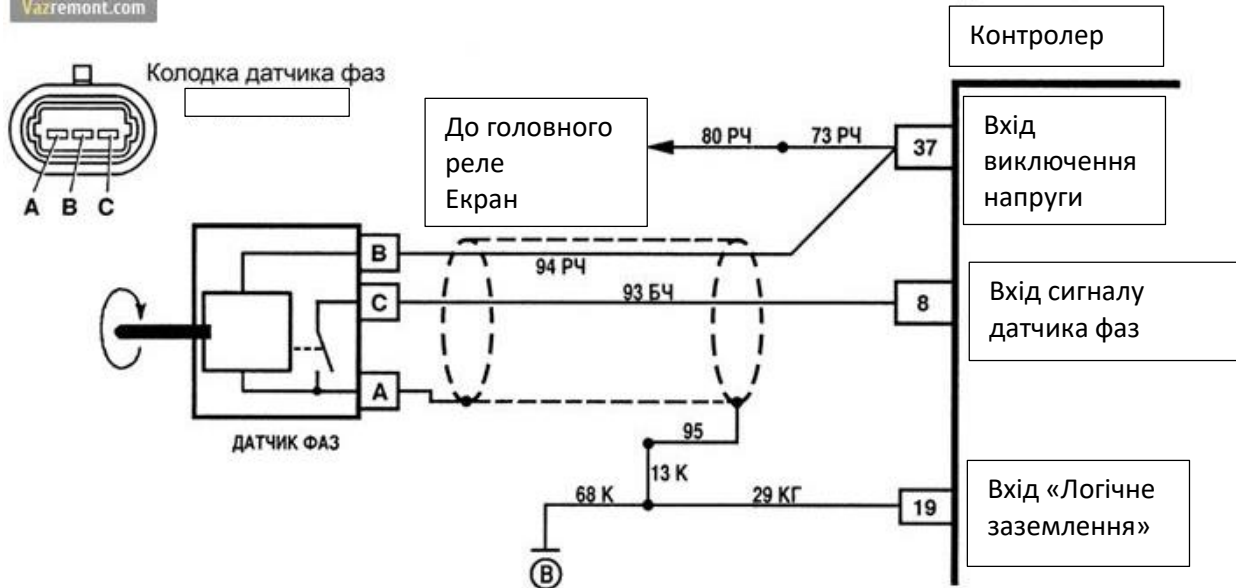 Vazremont.com
Контролер
Колодка датчика фаз
A B C
До головного
реле
Екран
80 РЧ
73 РЧ
37
Вхід
виключення
напруги
B
94 РЧ
C
93 БЧ
8
Вхід сигналу
датчика фаз
A
ДАТЧИК ФАЗ
95
13 К
68 К
29 КГ
19
Вхід «Логічне
заземлення»
B